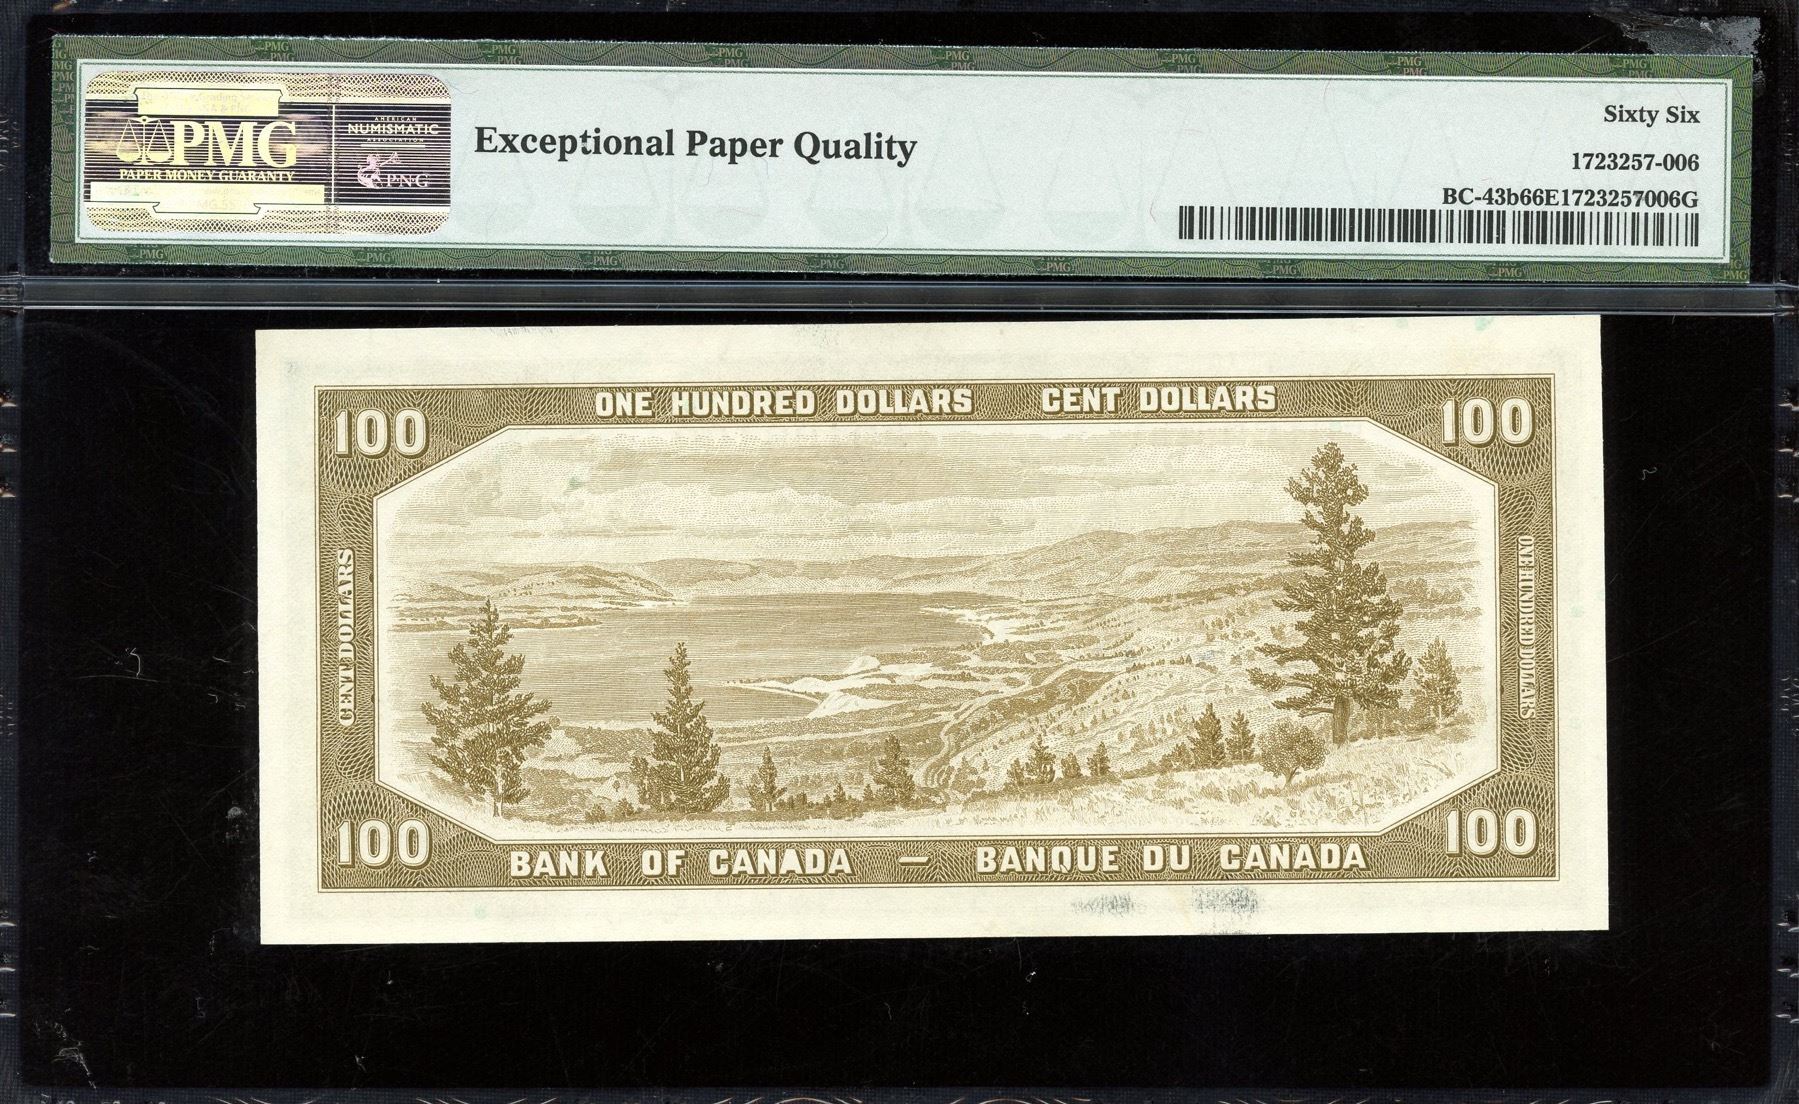 PMG
PAPER MONEY GUARANTY
AMERICAN
NUMISMATIC
ASSOCIATION
PNG
Exceptional Paper Quality
Sixty Six
1723257-006
BC-43b66E1723257006G
100
ONE HUNDRED DOLLARS CENT DOLLARS
100
CENT DOLLARS
ONE HUNDRED DOLLARS
100
BANK OF CANADA — BANQUE DU CANADA
100